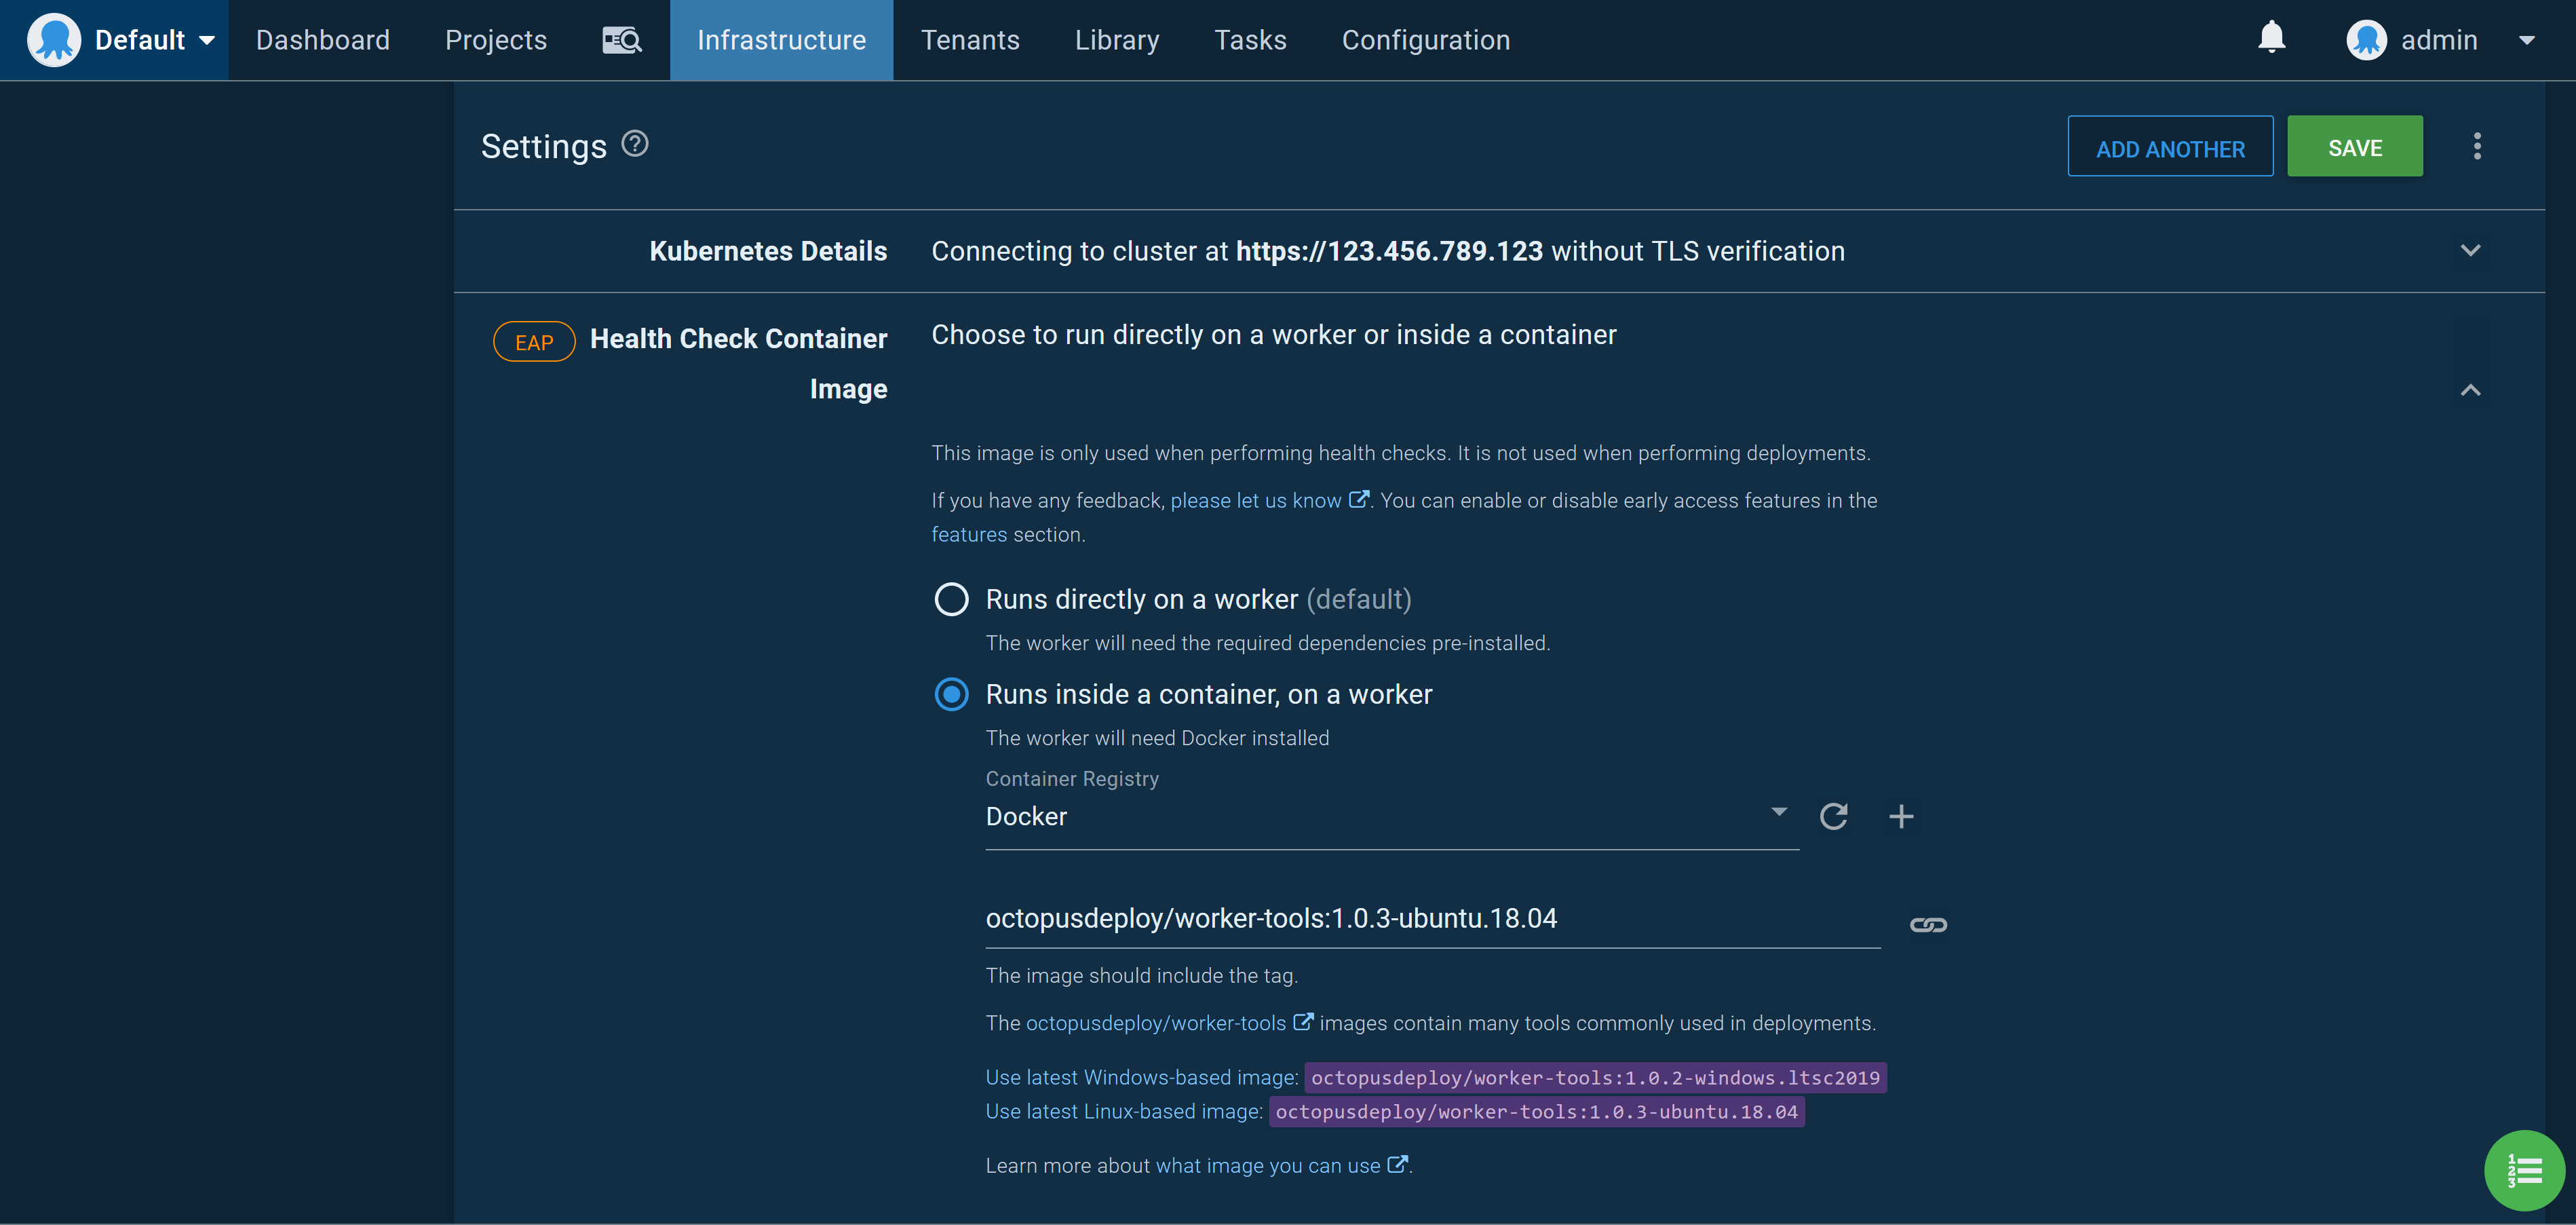 Default Dashboard Projects Infrastructure Tenants Library Tasks Configuration admin
Settings ADD ANOTHER SAVE
Kubernetes Details Connecting to cluster at https://123.456.789.123 without TLS verification
EAP Health Check Container Image
Choose to run directly on a worker or inside a container
This image is only used when performing health checks. It is not used when performing deployments.
If you have any feedback, please let us know. You can enable or disable early access features in the
features section.
Runs directly on a worker (default)
The worker will need the required dependencies pre-installed.
Runs inside a container, on a worker
The worker will need Docker installed
Container Registry
Docker
octopusdeploy/worker-tools:1.0.3-ubuntu.18.04
The image should include the tag.
The octopusdeploy/worker-tools images contain many tools commonly used in deployments.
Use latest Windows-based image: octopusdeploy/worker-tools:1.0.2-windows.ltsc2019
Use latest Linux-based image: octopusdeploy/worker-tools:1.0.3-ubuntu.18.04
Learn more about what image you can use.
1
2
3